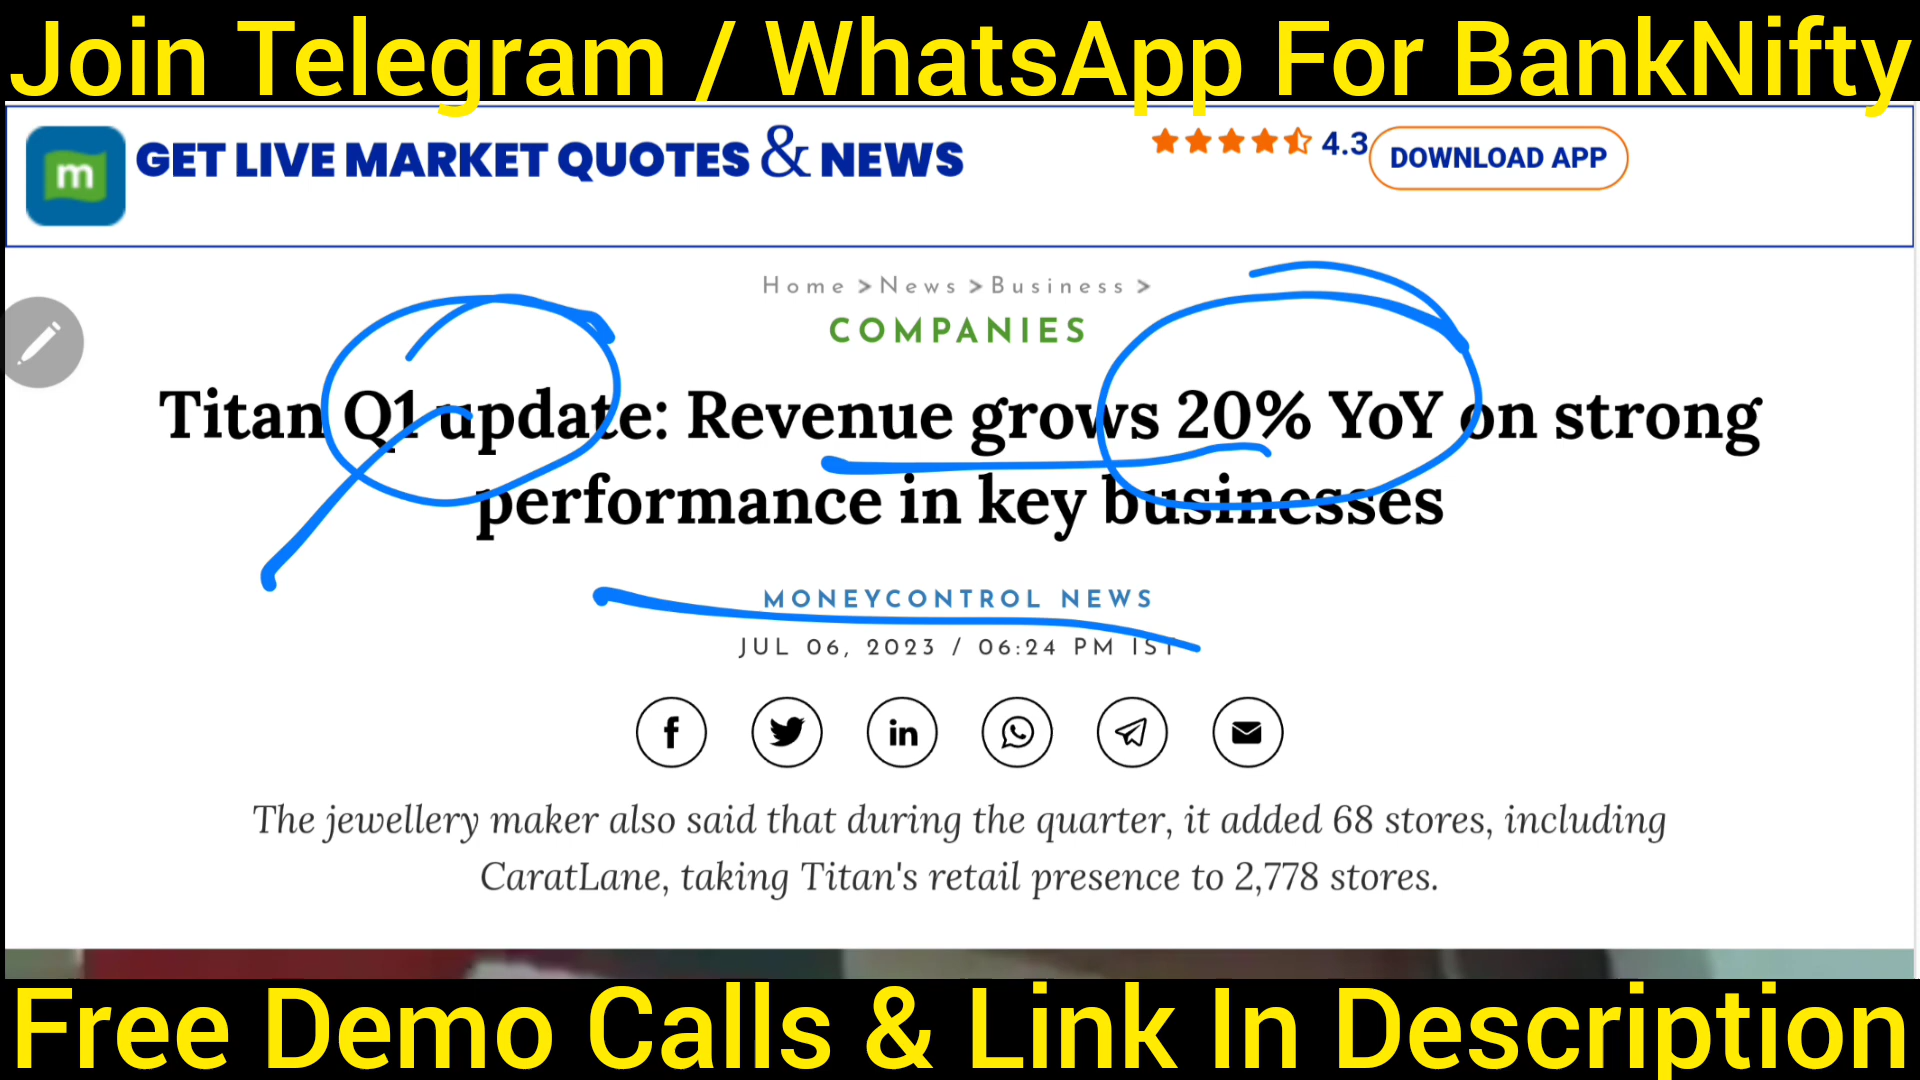 Join Telegram / WhatsApp For BankNifty
m
GET LIVE MARKET QUOTES & NEWS
4.3
DOWNLOAD APP
Home > News > Business >
COMPANIES
Titan Q1 update: Revenue grows 20% YoY on strong
performance in key businesses
MONEYCONTROL NEWS
JUL 06, 2023 / 06:24 PM IST
f
in
The jewellery maker also said that during the quarter, it added 68 stores, including
CaratLane, taking Titan's retail presence to 2,778 stores.
Free Demo Calls & Link In Description